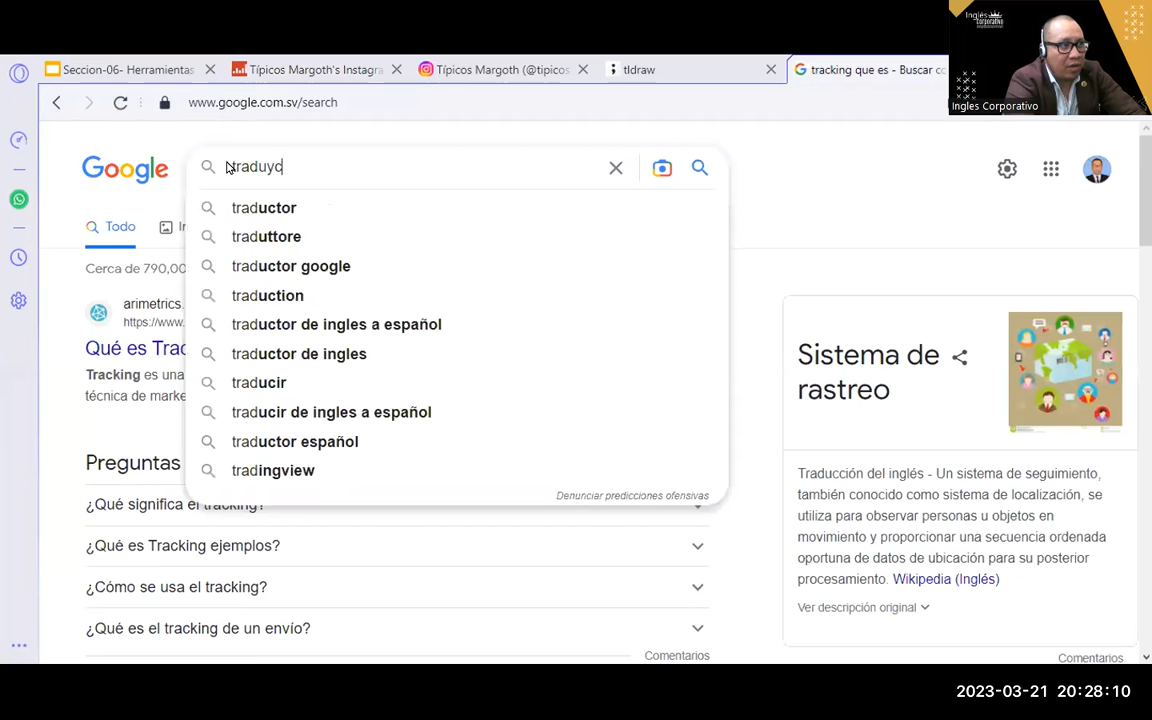 Inglés
Corporativo
Ingles Corporativo
Seccion-06- Herramientas
Típicos Margoth's Instagra
Típicos Margoth (@tipicos
tldraw
tracking que es - Buscar co
www.google.com.sv/search
Google
traduyc
traductor
traduttore
traductor google
traduction
traductor de ingles a español
traductor de ingles
traducir
traducir de ingles a español
traductor español
tradingview
Denunciar predicciones ofensivas
Todo
Cerca de 790,00
arimetrics.
https://www.
Qué es Trac
Tracking es una
técnica de marke
Preguntas
¿Qué significa el tracking?
¿Qué es Tracking ejemplos?
¿Cómo se usa el tracking?
¿Qué es el tracking de un envío?
Comentarios
Sistema de
rastreo
Traducción del inglés - Un sistema de seguimiento,
también conocido como sistema de localización, se
utiliza para observar personas u objetos en
movimiento y proporcionar una secuencia ordenada
oportuna de datos de ubicación para su posterior
procesamiento. Wikipedia (Inglés)
Ver descripción original
Comentarios
2023-03-21 20:28:10